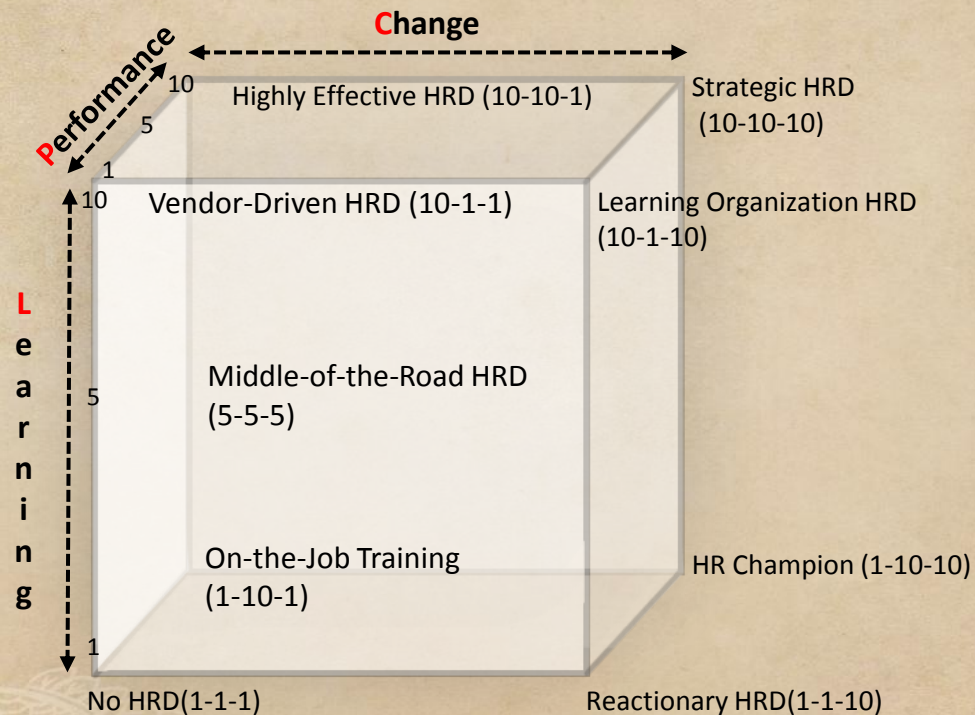 Change
Performance
10
5
1
Highly Effective HRD (10-10-1)
Strategic HRD
(10-10-10)
10
Vendor-Driven HRD (10-1-1)
Learning Organization HRD
(10-1-10)
Learning
Middle-of-the-Road HRD
(5-5-5)
5
On-the-Job Training
(1-10-1)
HR Champion (1-10-10)
1
No HRD(1-1-1)
Reactionary HRD(1-1-10)